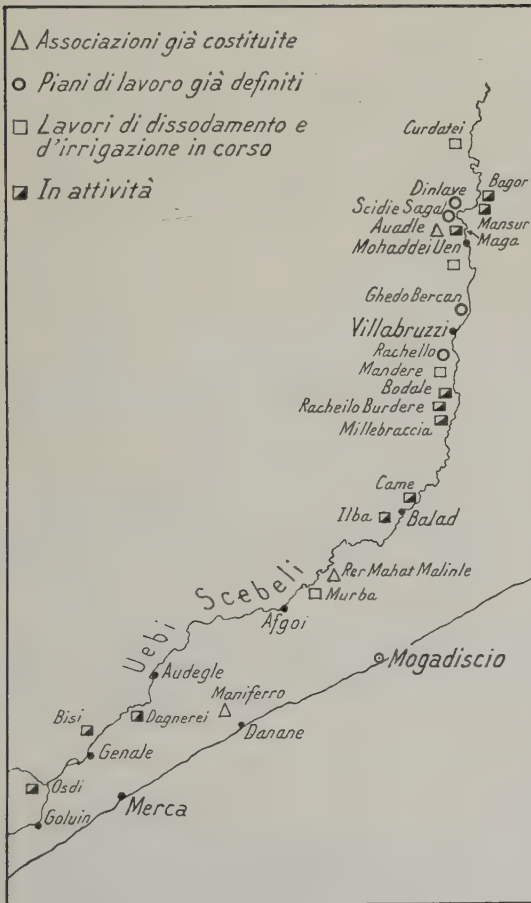 Associazioni già costituite
Piani di lavoro già definiti
Lavori di dissodamento e
d'irrigazione in corso
In attività
Curdatei
Dinlave
Bagor
Scidie Sagal
Mansur
Auadle
Maga
Mohaddei Uen
Ghedo Bercan
Villabruzzi
Rachello
Mandere
Bodale
Racheilo Burdere
Millebraccia
Came
Ilba
Balad
Rer Mahat Malinle
Murba
Uebi Scebeli
Afgoi
Mogadiscio
Audegle
Maniferro
Bisi
Dagnerei
Danane
Genale
Osdi
Merca
Goluin